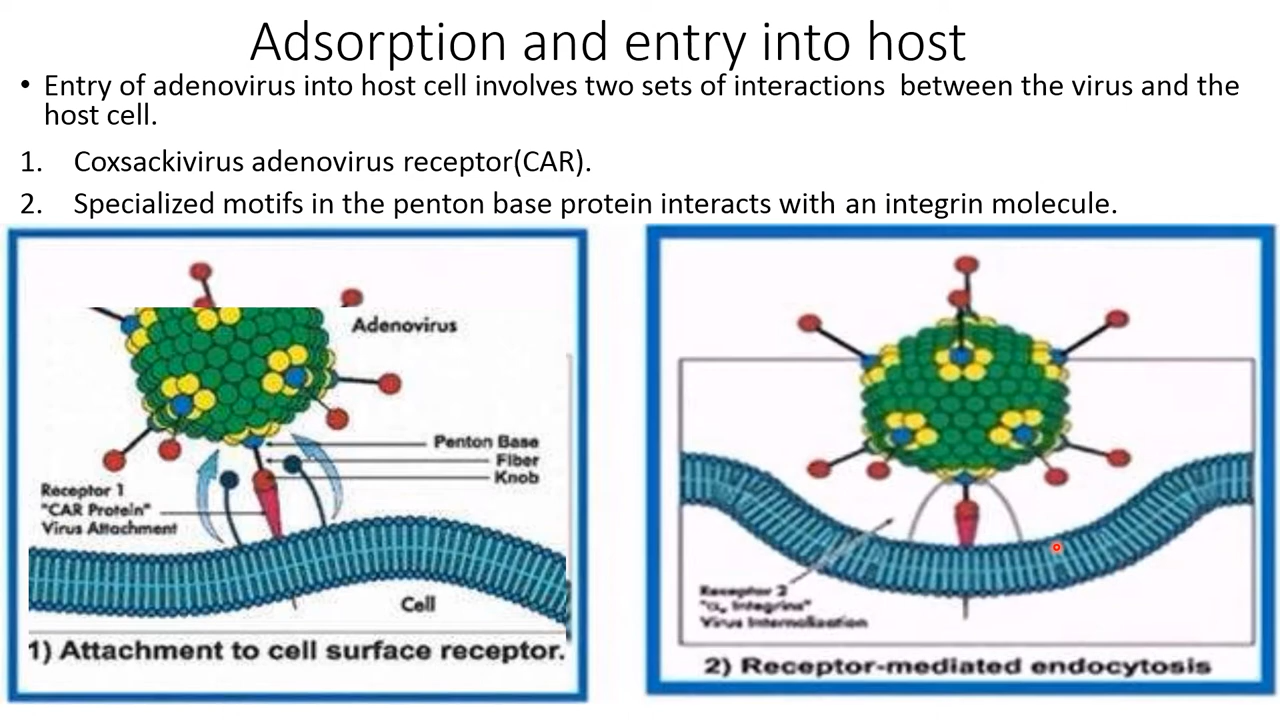 Adsorption and entry into host
• Entry of adenovirus into host cell involves two sets of interactions between the virus and the
host cell.
1. Coxsackivirus adenovirus receptor(CAR).
2. Specialized motifs in the penton base protein interacts with an integrin molecule.
Adenovirus
Penton Base
Fiber
Knob
Receptor 1
"CAR Protein"
Virus Attachment
Cell
1) Attachment to cell surface receptor.
Receptor 2
"αv Integrins"
Virus Internalization
2) Receptor-mediated endocytosis